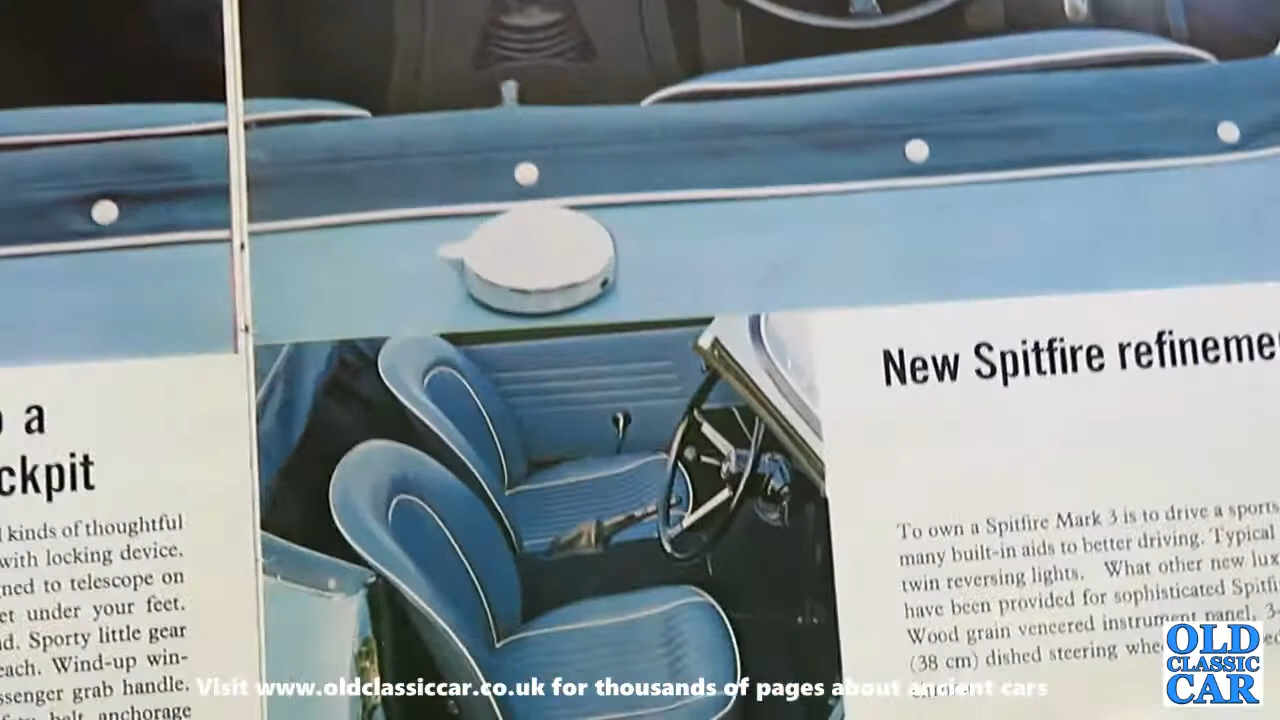 o a
ckpit
l kinds of thoughtful
with locking device.
ned to telescope on
et under your feet.
d. Sporty little gear
each. Wind-up win-
ssenger grab handle.
belt anchorage
New Spitfire refineme
To own a Spitfire Mark 3 is to drive a sports
many built-in aids to better driving. Typical
twin reversing lights. What other new lux
have been provided for sophisticated Spitfi
Wood grain veneered instrument panel, 3-
(38 cm) dished steering whe
OLD
CLASSIC
CAR
Visit www.oldclassiccar.co.uk for thousands of pages about ancient cars